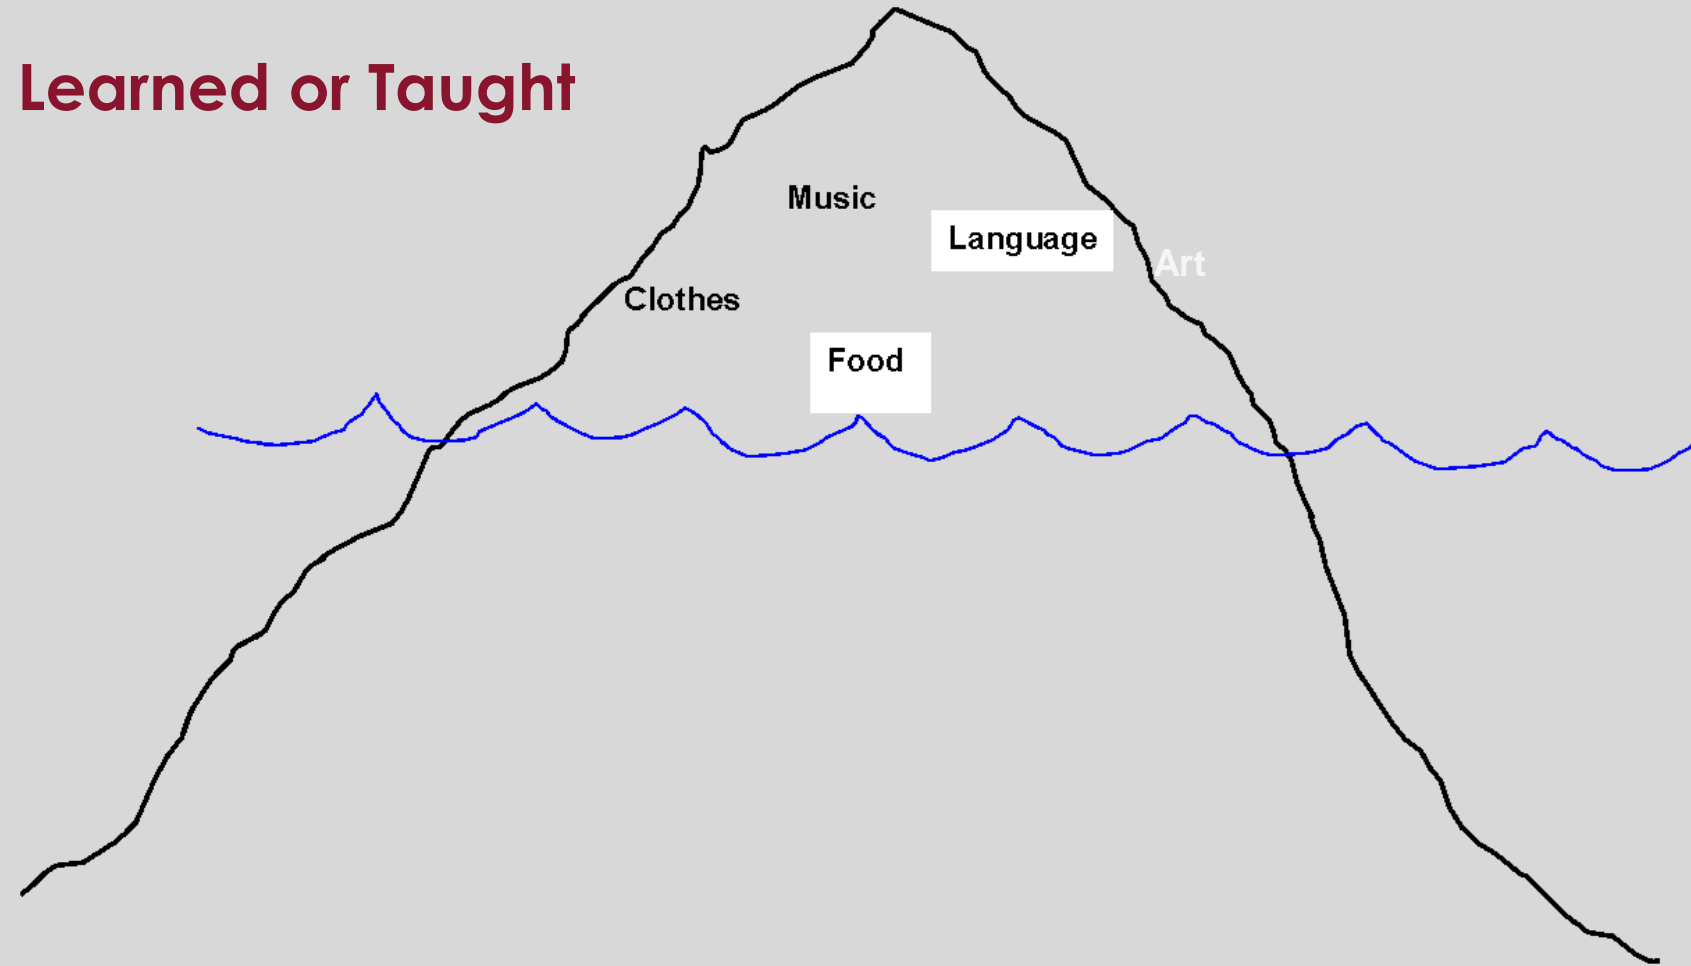 Learned or Taught
Music
Language
Art
Clothes
Food